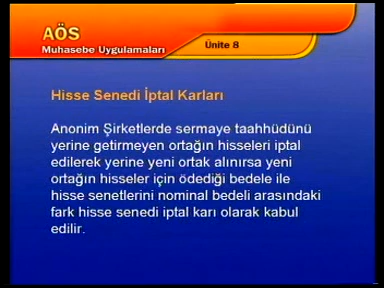 AÖS
Muhasebe Uygulamaları
Ünite 8
Hisse Senedi İptal Karları
Anonim Şirketlerde sermaye taahhüdünü
yerine getirmeyen ortağın hisseleri iptal
edilerek yerine yeni ortak alınırsa yeni
ortağın hisseler için ödediği bedele ile
hisse senetlerini nominal bedeli arasındaki
fark hisse senedi iptal karı olarak kabul
edilir.